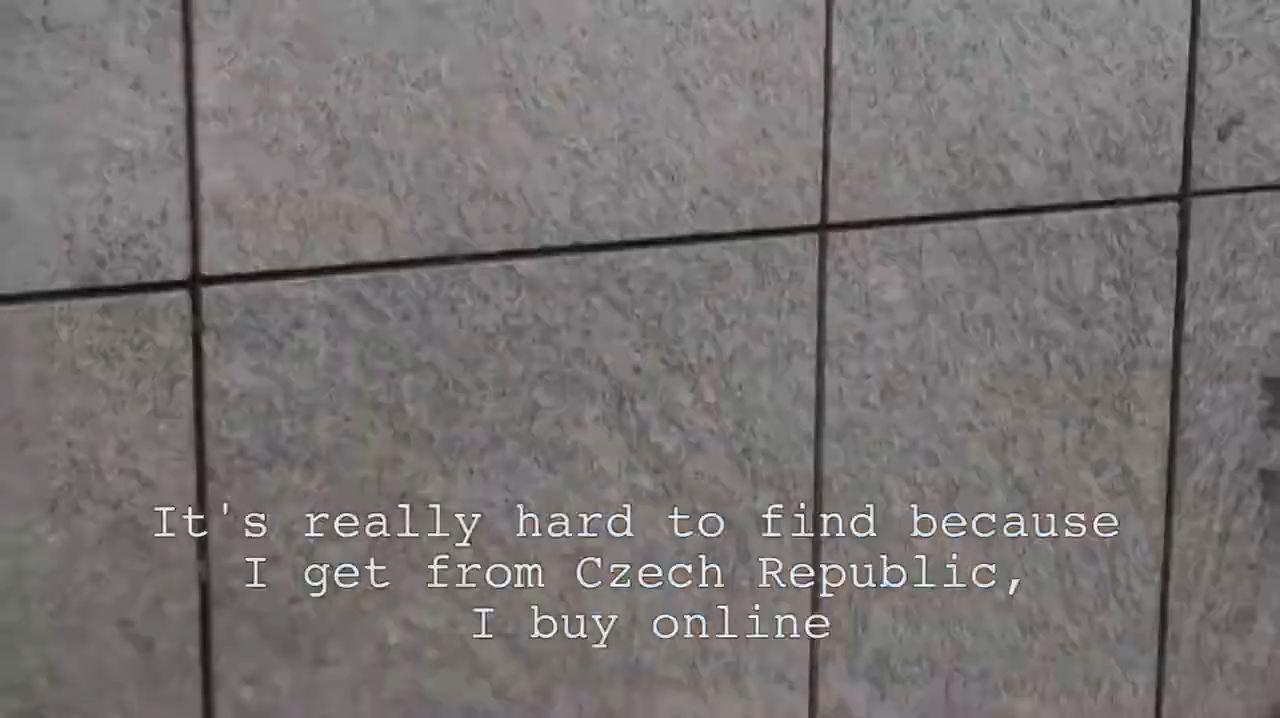 It's really hard to find because
I get from Czech Republic,
I buy online